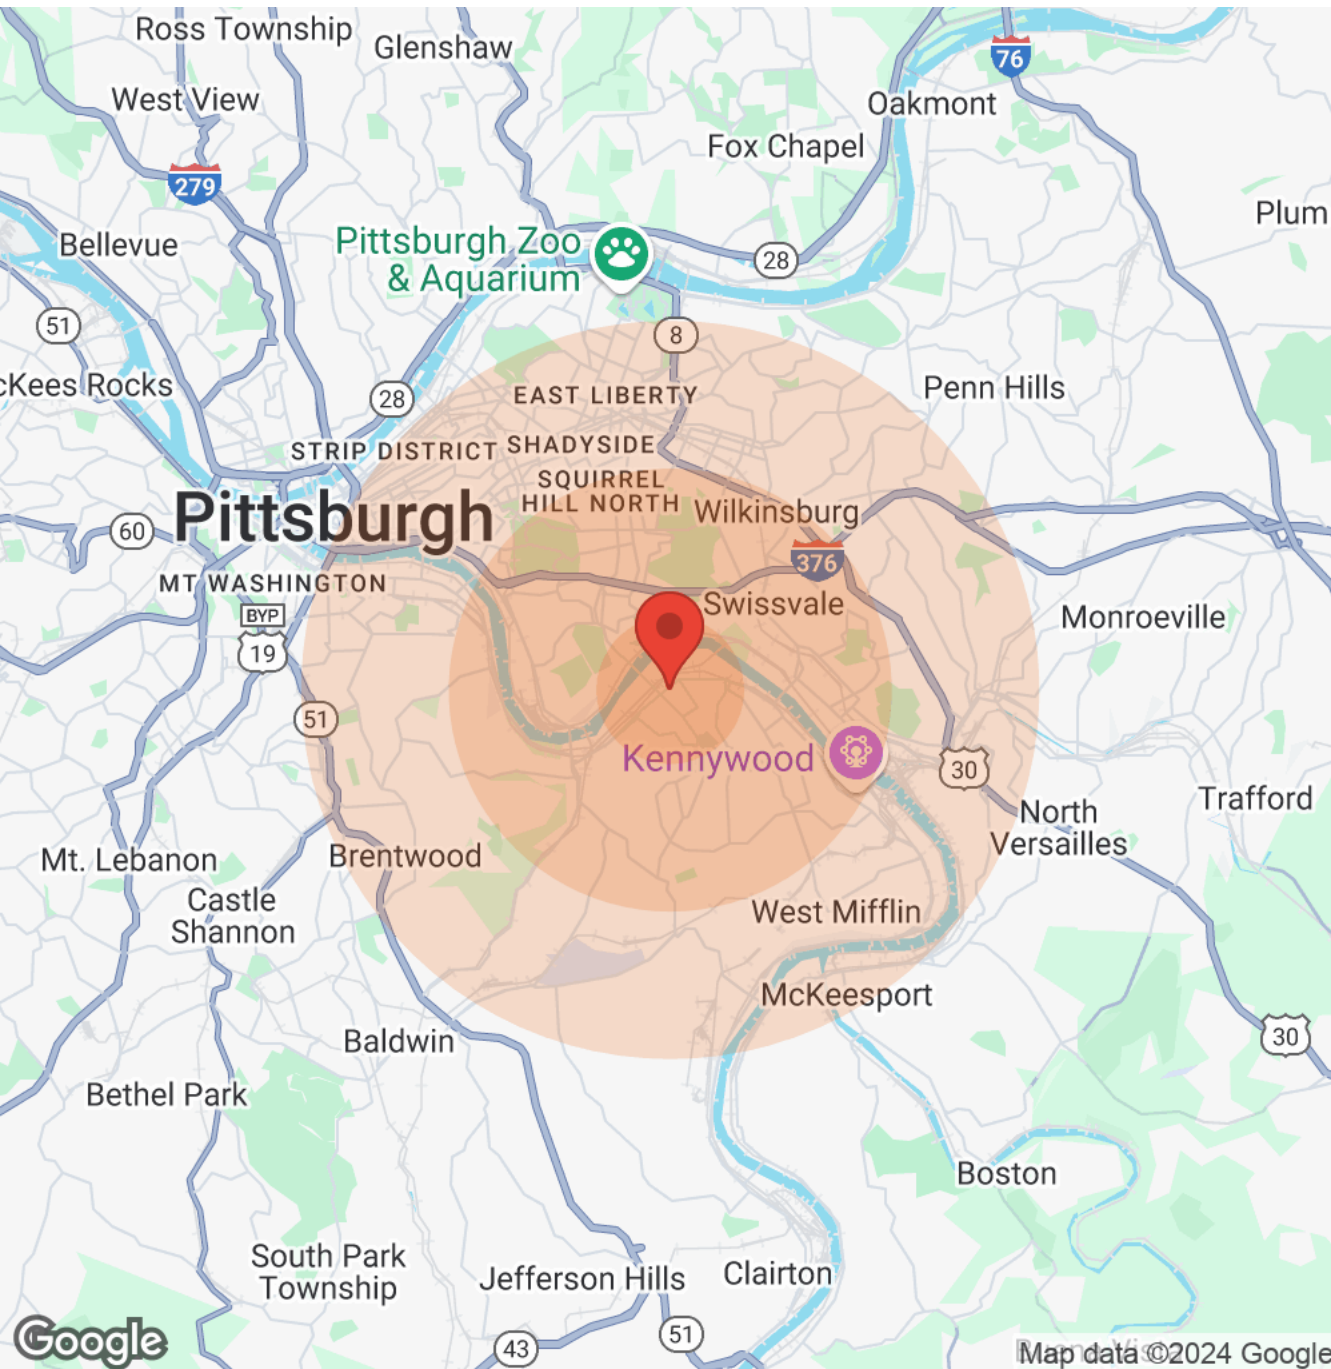 Ross Township
Glenshaw
76
West View
Oakmont
Fox Chapel
279
Plum
Bellevue
Pittsburgh Zoo
& Aquarium
28
51
8
cKees Rocks
28
EAST LIBERTY
Penn Hills
STRIP DISTRICT
SHADYSIDE
SQUIRREL
HILL NORTH
Pittsburgh
Wilkinsburg
60
376
MT WASHINGTON
BYP
19
Swissvale
Monroeville
51
Kennywood
30
Trafford
North
Versailles
Mt. Lebanon
Brentwood
Castle
Shannon
West Mifflin
McKeesport
30
Baldwin
Bethel Park
Boston
South Park
Township
Jefferson Hills
Clairton
Google
43
51
Map data ©2024 Google